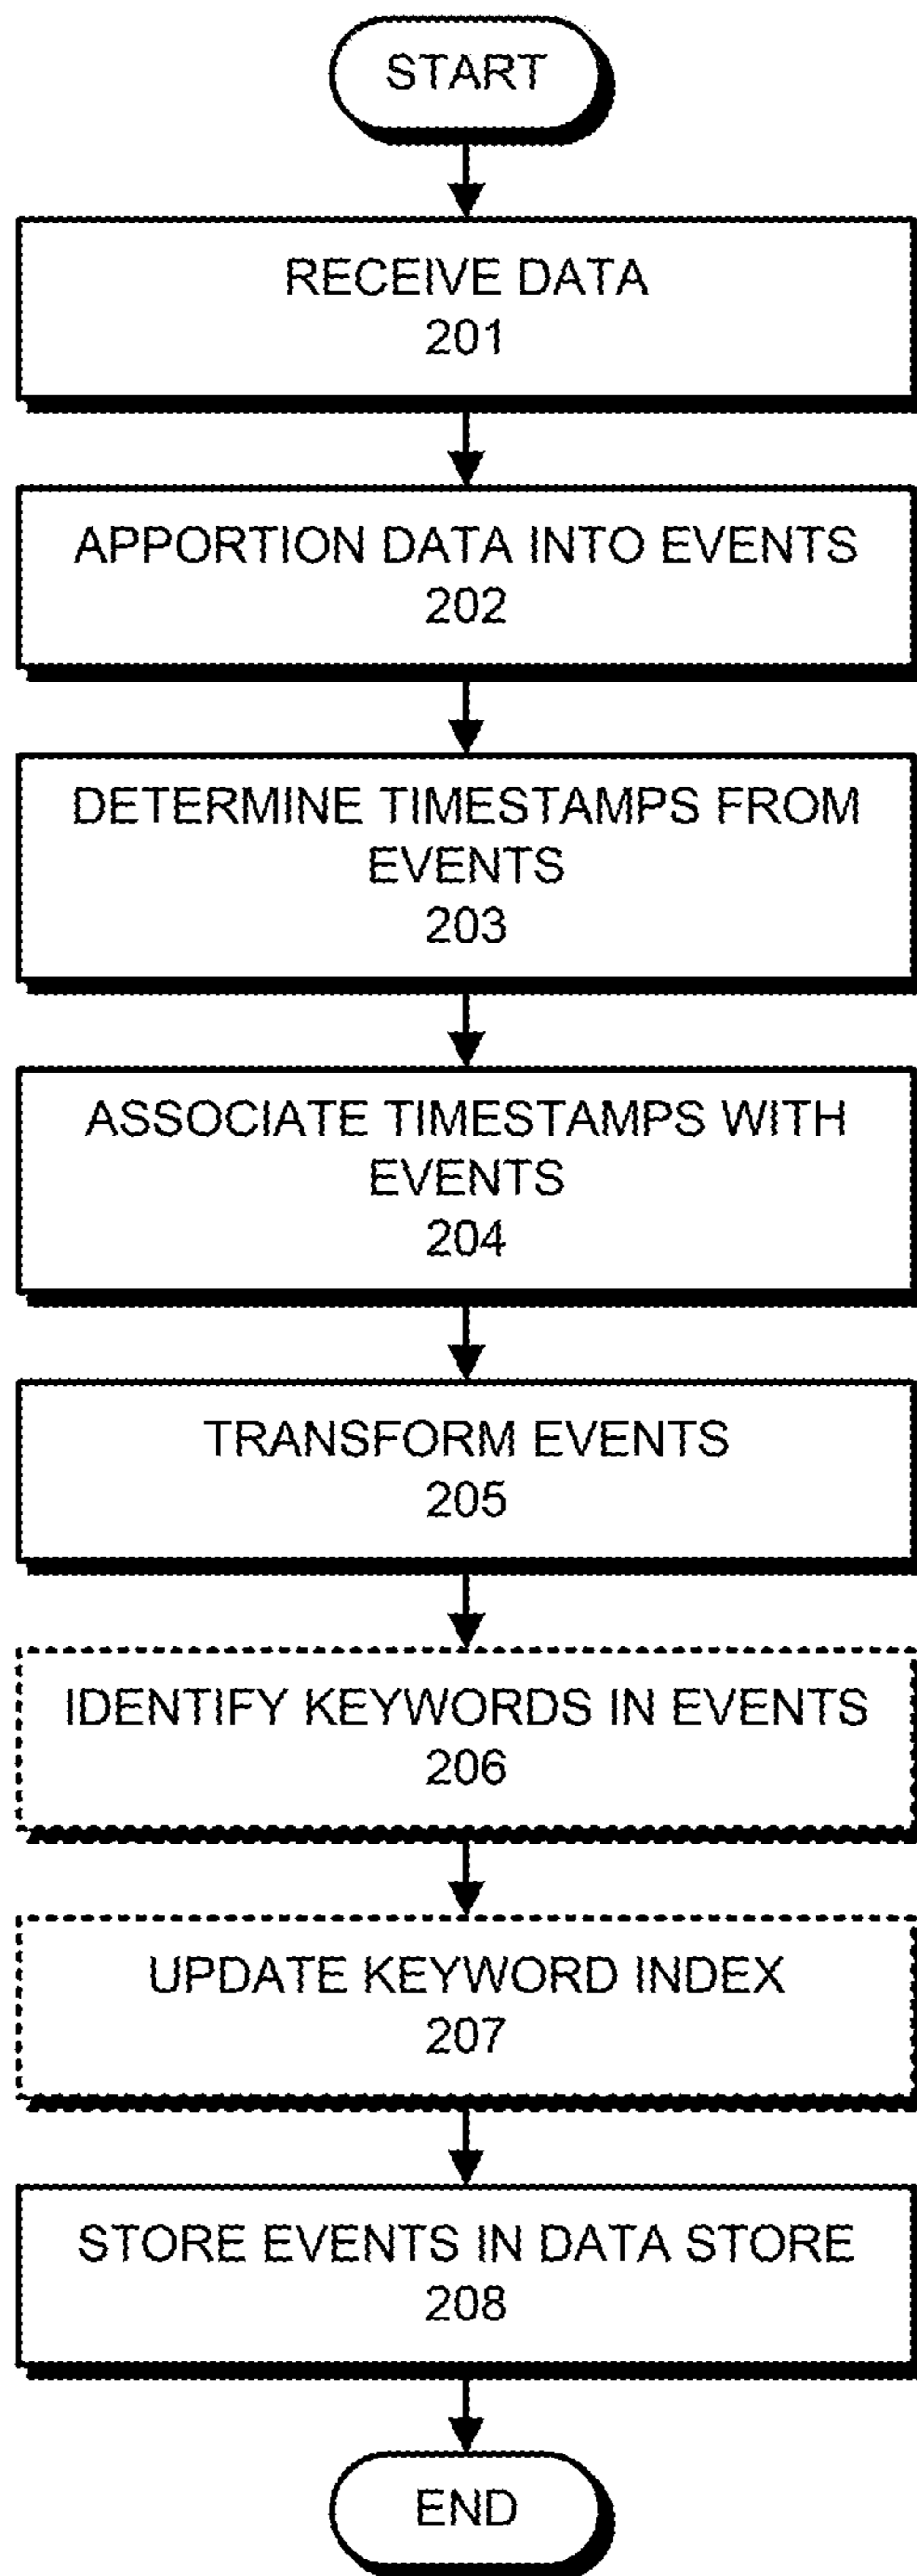 START
RECEIVE DATA
201
APPORTION DATA INTO EVENTS
202
DETERMINE TIMESTAMPS FROM
EVENTS
203
ASSOCIATE TIMESTAMPS WITH
EVENTS
204
TRANSFORM EVENTS
205
IDENTIFY KEYWORDS IN EVENTS
206
UPDATE KEYWORD INDEX
207
STORE EVENTS IN DATA STORE
208
END